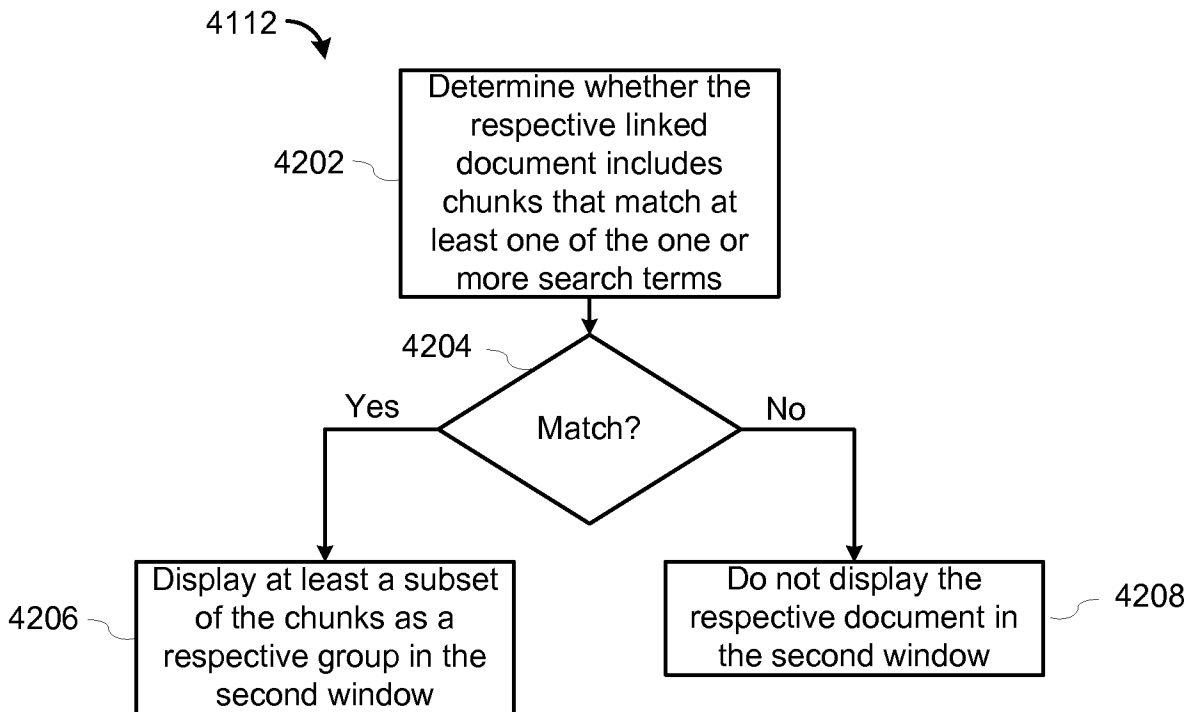 4112
Determine whether the
respective linked
document includes
chunks that match at
least one of the one or
more search terms
4202
4204
Match?
Yes
No
Display at least a subset
of the chunks as a
respective group in the
second window
4206
Do not display the
respective document in
the second window
4208